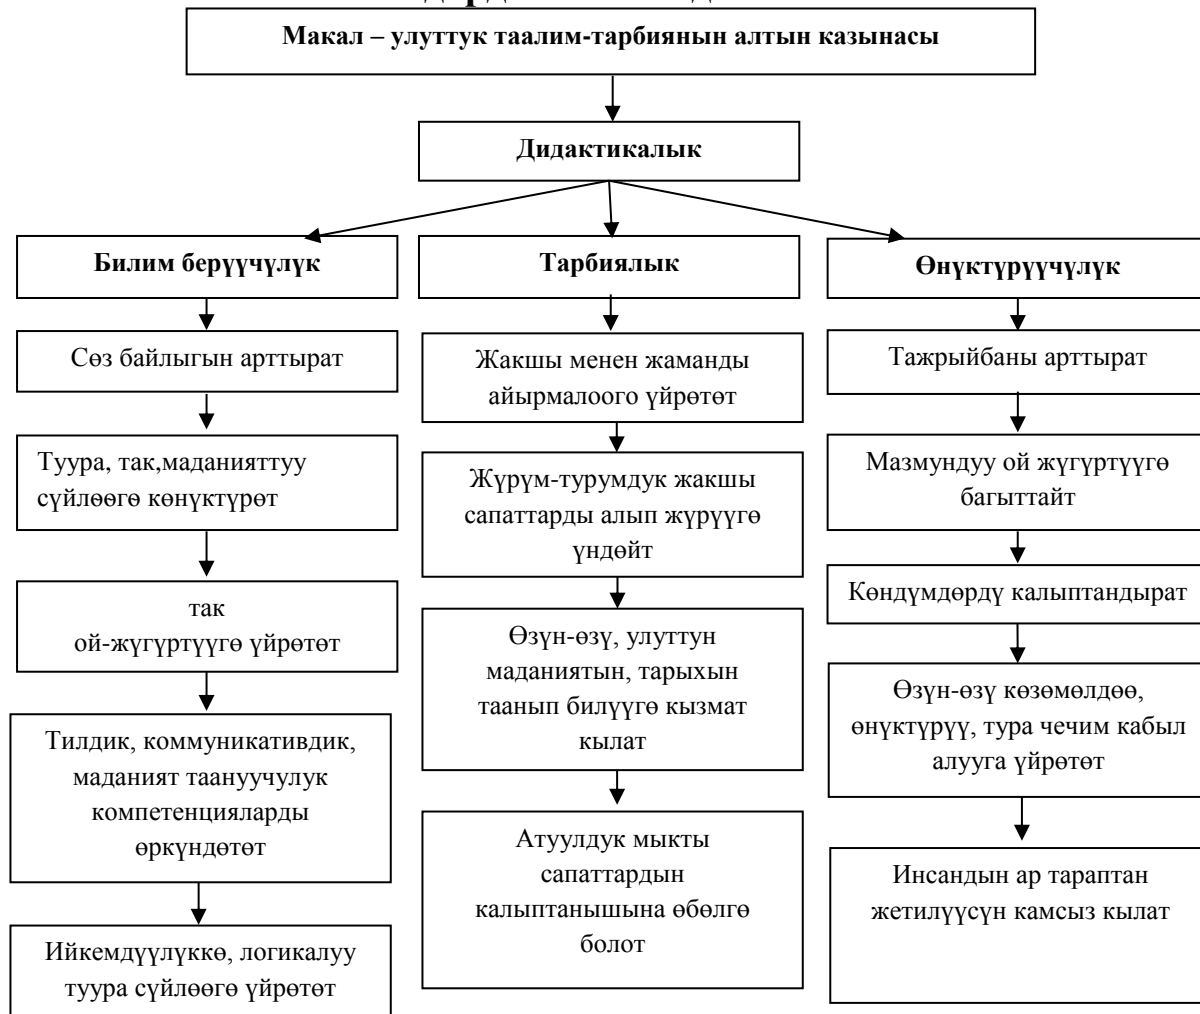 Макал – улуттук таалим-тарбиянын алтын казынасы
Дидактикалык
Билим берүүчүлүк
Тарбиялык
Өнүктүрүүчүлүк
Сөз байлыгын арттырат
Туура, так,маданияттуу
сүйлөөгө көнүктүрөт
так
ой-жүгүртүүгө үйрөтөт
Тилдик, коммуникативдик,
маданият таануучулук
компетенцияларды
өркүндөтөт
Ийкемдүүлүккө, логикалуу
туура сүйлөөгө үйрөтөт
Жакшы менен жаманды
айырмалоого үйрөтөт
Жүрүм-турумдук жакшы
сапаттарды алып жүрүүгө
үндөйт
Өзүн-өзү, улуттун
маданиятын, тарыхын
таанып билүүгө кызмат
кылат
Атуулдук мыкты
сапаттардын
калыптанышына өбөлгө
болот
Тажрыйбаны арттырат
Мазмундуу ой жүгүртүүгө
багыттайт
Көндүмдөрдү калыптандырат
Өзүн-өзү көзөмөлдөө,
өнүктүрүү, тура чечим кабыл
алууга үйрөтөт
Инсандын ар тараптан
жетилүүсүн камсыз кылат